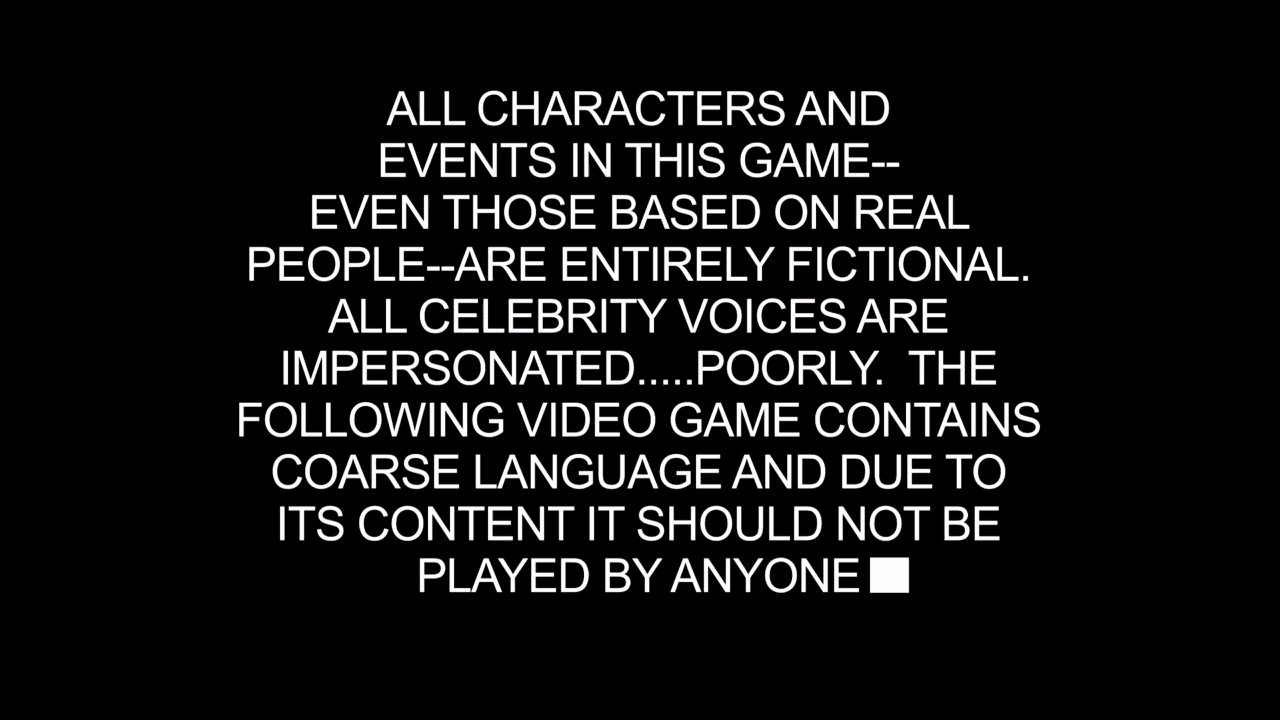 ALL CHARACTERS AND
EVENTS IN THIS GAME--
EVEN THOSE BASED ON REAL
PEOPLE--ARE ENTIRELY FICTIONAL.
ALL CELEBRITY VOICES ARE
IMPERSONATED.....POORLY.  THE
FOLLOWING VIDEO GAME CONTAINS
COARSE LANGUAGE AND DUE TO
ITS CONTENT IT SHOULD NOT BE
PLAYED BY ANYONE